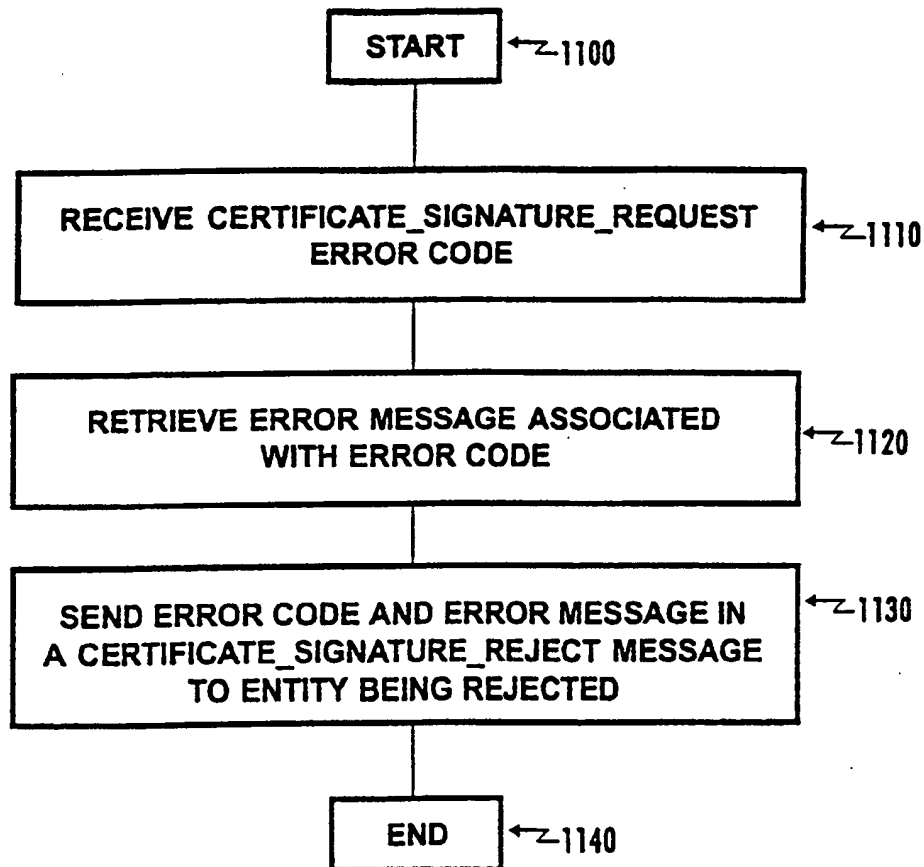 START
1100
RECEIVE CERTIFICATE_SIGNATURE_REQUEST
ERROR CODE
1110
RETRIEVE ERROR MESSAGE ASSOCIATED
WITH ERROR CODE
1120
SEND ERROR CODE AND ERROR MESSAGE IN
A CERTIFICATE_SIGNATURE_REJECT MESSAGE
TO ENTITY BEING REJECTED
1130
END
1140